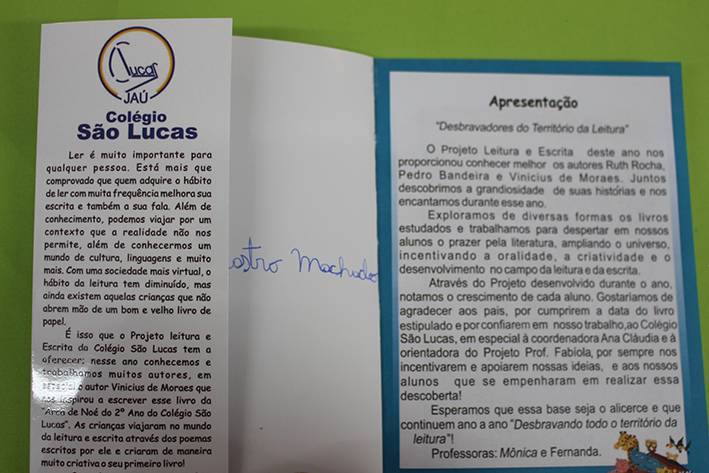 Lucas
JAÚ
Colégio
São Lucas
Ler é muito importante para
qualquer pessoa. Está mais que
comprovado que quem adquire o hábito
de ler com muita frequência melhora sua
escrita e também a sua fala. Além de
conhecimento, podemos viajar por um
contexto que a realidade não nos
permite, além de conhecermos um
mundo de cultura, linguagens e muito
mais. Com uma sociedade mais virtual, o
hábito da leitura tem diminuído, mas
ainda existem aquelas crianças que não
abrem mão de um bom e velho livro de
papel.
É isso que o Projeto leitura e
Escrita do Colégio São Lucas tem a
oferecer; nesse ano conhecemos e
trabalhamos muitos autores, em
especial o autor Vinicius de Moraes que
nos inspirou a escrever esse livro da
"Arca de Noé do 2º Ano do Colégio São
Lucas". As crianças viajaram no mundo
da leitura e escrita através dos poemas
escritos por ele e criaram de maneira
muito criativa o seu primeiro livro!
astro Machado
Apresentação
"Desbravadores do Território da Leitura"
O Projeto Leitura e Escrita deste ano nos
proporcionou conhecer melhor os autores Ruth Rocha,
Pedro Bandeira e Vinicius de Moraes. Juntos
descobrimos a grandiosidade de suas histórias e nos
encantamos durante esse ano.
Exploramos de diversas formas os livros
estudados e trabalhamos para despertar em nossos
alunos o prazer pela literatura, ampliando o universo,
incentivando a oralidade, a criatividade e o
desenvolvimento no campo da leitura e da escrita.
Através do Projeto desenvolvido durante o ano,
notamos o crescimento de cada aluno. Gostaríamos de
agradecer aos pais, por cumprirem a data do livro
estipulado e por confiarem em nosso trabalho, ao Colégio
São Lucas, em especial à coordenadora Ana Cláudia e à
orientadora do Projeto Prof. Fabíola, por sempre nos
incentivarem e apoiarem nossas ideias, e aos nossos
alunos que se empenharam em realizar essa
descoberta!
Esperamos que essa base seja o alicerce e que
continuem ano a ano "Desbravando todo o território da
leitura"!
Professoras: Mônica e Fernanda.